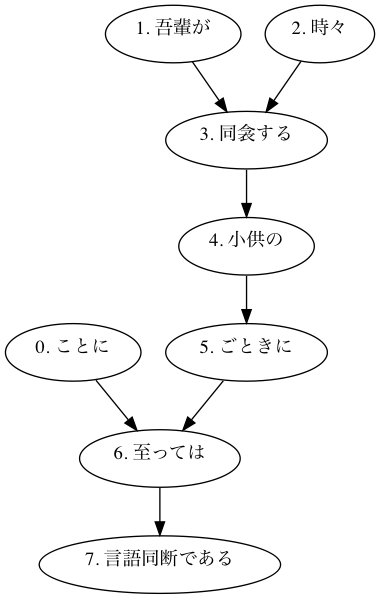 1. 吾輩が
2. 時々
3. 同衾する
4. 小供の
0. ことに
5. ごときに
6. 至っては
7. 言語同断である